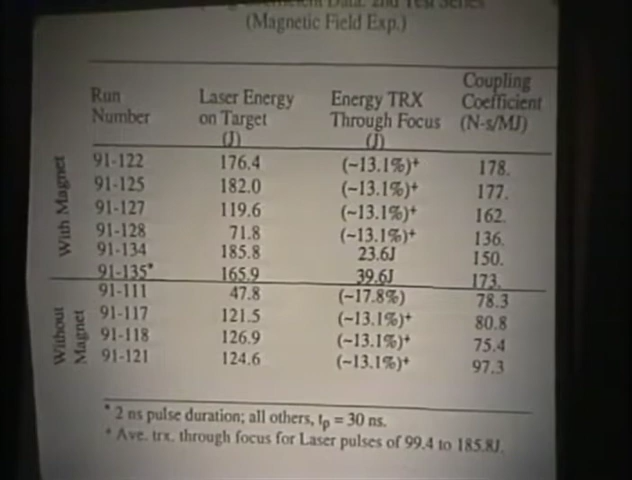 Data: 2nd Test Series
(Magnetic Field Exp.)
Run Number Laser Energy on Target (J) Energy TRX Through Focus (J) Coupling Coefficient (N-s/MJ)
With Magnet
91-122 176.4 (~13.1%)+ 178.
91-125 182.0 (~13.1%)+ 177.
91-127 119.6 (~13.1%)+ 162.
91-128 71.8 (~13.1%)+ 136.
91-134 185.8 23.6J 150.
91-135* 165.9 39.6J 173.
Without Magnet
91-111 47.8 (~17.8%) 78.3
91-117 121.5 (~13.1%)+ 80.8
91-118 126.9 (~13.1%)+ 75.4
91-121 124.6 (~13.1%)+ 97.3
* 2 ns pulse duration; all others, tp = 30 ns.
+ Ave. trx. through focus for Laser pulses of 99.4 to 185.8J.